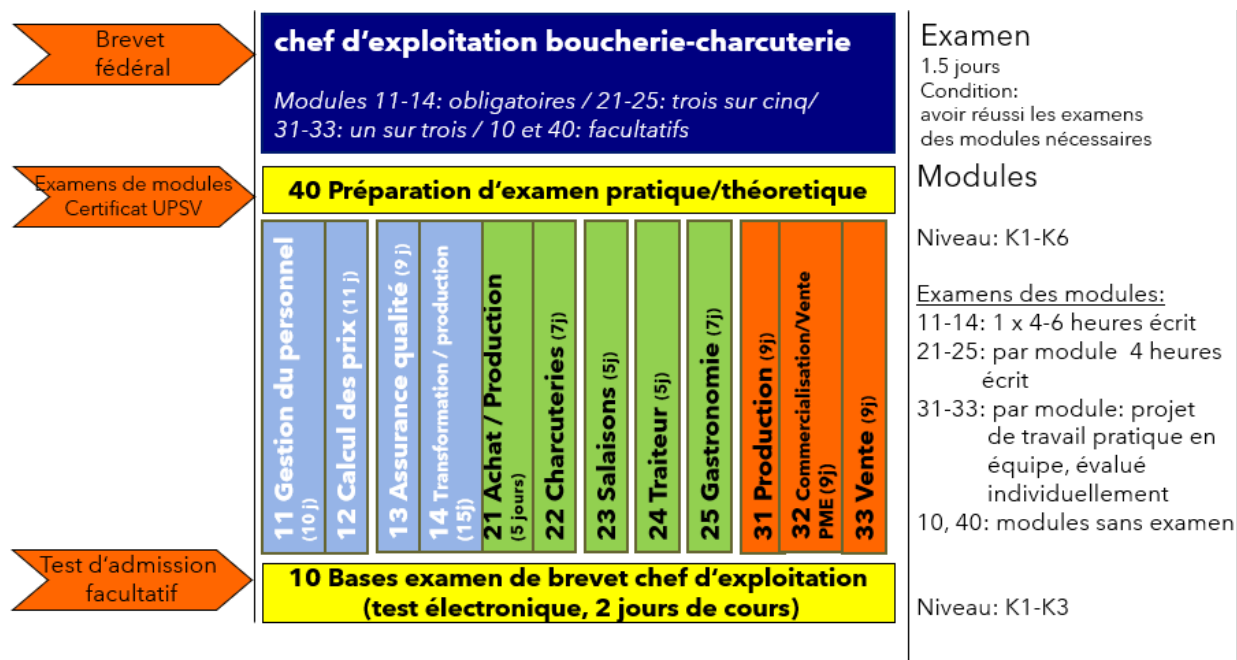 Brevet
fédéral
chef d'exploitation boucherie-charcuterie
Modules 11-14: obligatoires / 21-25: trois sur cinq/
31-33: un sur trois / 10 et 40: facultatifs
Examen
1.5 jours
Condition:
avoir réussi les examens
des modules nécessaires
Examens de modules
Certificat UPSV
40 Préparation d'examen pratique/théoretique
Modules
Niveau: K1-K6
Examens des modules:
11-14: 1 x 4-6 heures écrit
21-25: par module 4 heures
écrit
31-33: par module: projet
de travail pratique en
équipe, évalué
individuellement
10, 40: modules sans examen
11 Gestion du personnel
(10 j)
12 Calcul des prix (11 j)
13 Assurance qualité (9 j)
14 Transformation / production
(15j)
21 Achat / Production
(5 jours)
22 Charcuteries (7j)
23 Salaisons (5j)
24 Traiteur (5j)
25 Gastronomie (7j)
31 Production (9j)
32 Commercialisation/Vente
PME (9j)
33 Vente (9j)
Test d'admission
facultatif
10 Bases examen de brevet chef d'exploitation
(test électronique, 2 jours de cours)
Niveau: K1-K3